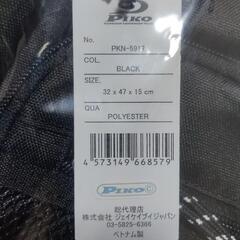 PIKO
No.
PKN-5917
COL.
BLACK
SIZE.
32 x 47 x 15 cm
QUA
POLYESTER
4 573149 668579
PIKO
総代理店
株式会社 ジェイケイブイジャパン
03-5825-6366
ベトナム製